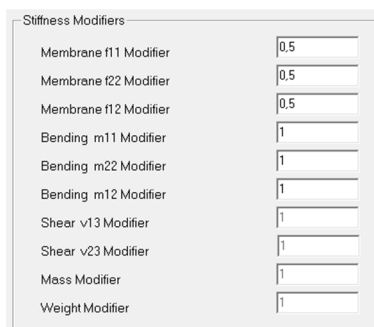 Stiffness Modifiers
Membrane f11 Modifier 0,5
Membrane f22 Modifier 0,5
Membrane f12 Modifier 0,5
Bending m11 Modifier 1
Bending m22 Modifier 1
Bending m12 Modifier 1
Shear v13 Modifier 1
Shear v23 Modifier 1
Mass Modifier 1
Weight Modifier 1